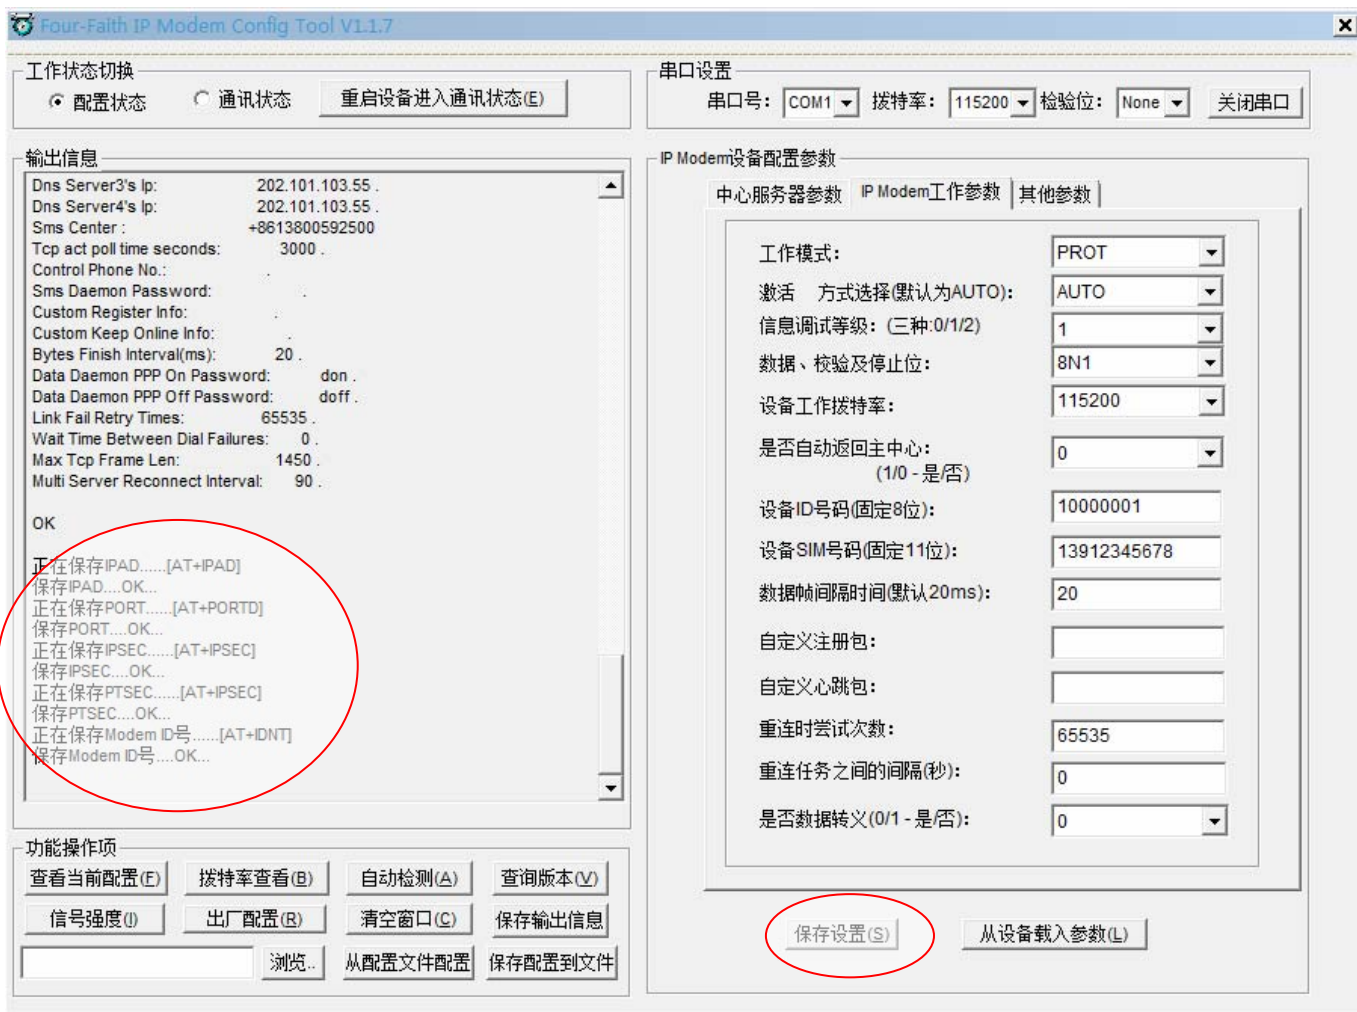 Four-Faith IP Modem Config Tool V1.1.7
工作状态切换
配置状态
通讯状态
重启设备进入通讯状态(E)
串口设置
串口号： COM1 拨特率： 115200 检验位： None 关闭串口
输出信息
Dns Server3's Ip: 202.101.103.55 .
Dns Server4's Ip: 202.101.103.55 .
Sms Center : +8613800592500
Tcp act poll time seconds: 3000 .
Control Phone No.: .
Sms Daemon Password: .
Custom Register Info: .
Custom Keep Online Info: .
Bytes Finish Interval(ms): 20 .
Data Daemon PPP On Password: don .
Data Daemon PPP Off Password: doff .
Link Fail Retry Times: 65535 .
Wait Time Between Dial Failures: 0 .
Max Tcp Frame Len: 1450 .
Multi Server Reconnect Interval: 90 .
OK
正在保存IPAD......[AT+IPAD]
保存IPAD....OK...
正在保存PORT......[AT+PORTD]
保存PORT....OK...
正在保存IPSEC......[AT+IPSEC]
保存IPSEC....OK...
正在保存PTSEC......[AT+IPSEC]
保存PTSEC....OK...
正在保存Modem ID号......[AT+IDNT]
保存Modem ID号....OK...
功能操作项
查看当前配置(F) 拨特率查看(B) 自动检测(A) 查询版本(V)
信号强度(I) 出厂配置(R) 清空窗口(C) 保存输出信息
浏览.. 从配置文件配置 保存配置到文件
IP Modem设备配置参数
中心服务器参数 IP Modem工作参数 其他参数
工作模式： PROT
激活 方式选择(默认为AUTO)： AUTO
信息调试等级：(三种:0/1/2) 1
数据、校验及停止位： 8N1
设备工作拨特率： 115200
是否自动返回主中心： 0
(1/0 - 是/否)
设备ID号码(固定8位)： 10000001
设备SIM号码(固定11位)： 13912345678
数据帧间隔时间(默认20ms)： 20
自定义注册包：
自定义心跳包：
重连时尝试次数： 65535
重连任务之间的间隔(秒)： 0
是否数据转义(0/1 - 是/否)： 0
保存设置(S) 从设备载入参数(L)